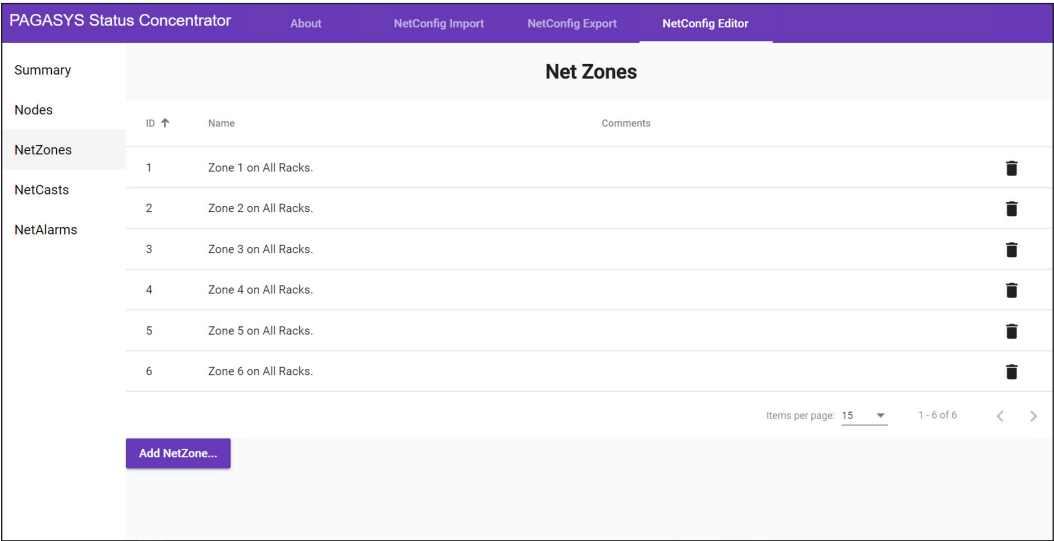 PAGASYS Status Concentrator About NetConfig Import NetConfig Export NetConfig Editor
Summary
Nodes
NetZones
NetCasts
NetAlarms
Net Zones
ID Name Comments
1 Zone 1 on All Racks.
2 Zone 2 on All Racks.
3 Zone 3 on All Racks.
4 Zone 4 on All Racks.
5 Zone 5 on All Racks.
6 Zone 6 on All Racks.
Items per page: 15 1 - 6 of 6
Add NetZone...